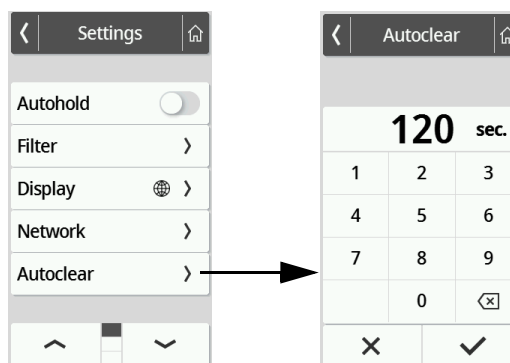 Settings
Autohold
Filter
Display
Network
Autoclear
Autoclear
120 sec.
1 2 3
4 5 6
7 8 9
0